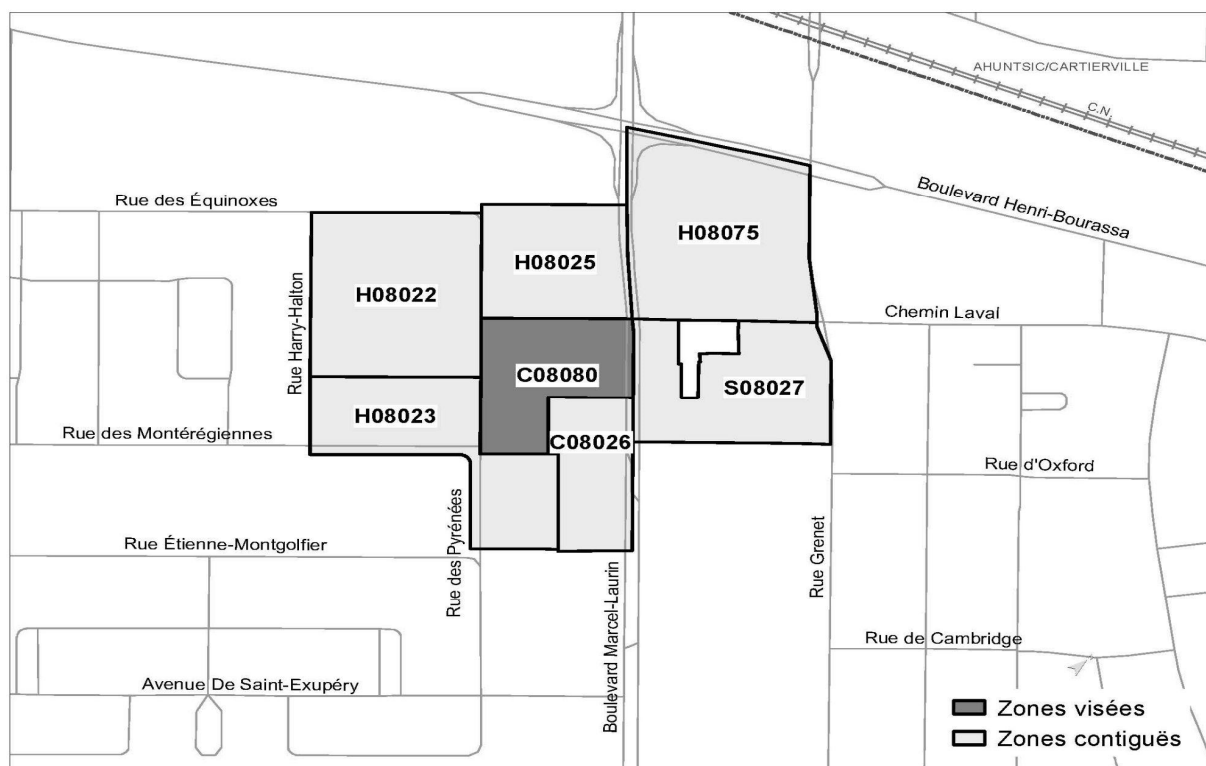 AHUNTSIC/CARTIERVILLE
C.N.
Rue des Équinoxes
Boulevard Henri-Bourassa
H08075
H08025
H08022
Rue Harry-Halton
Chemin Laval
C08080
S08027
H08023
C08026
Rue des Montérégiennes
Rue d'Oxford
Rue Étienne-Montgolfier
Rue des Pyrénées
Boulevard Marcel-Laurin
Rue Grenet
Rue de Cambridge
Avenue De Saint-Exupéry
Zones visées
Zones contiguës